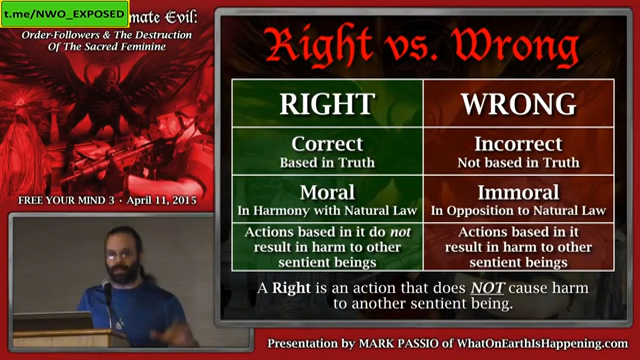 t.me/NWO_EXPOSED
mate Evil:
Order-Followers & The Destruction
Of The Sacred Feminine
FREE YOUR MIND 3 · April 11, 2015
Right vs. Wrong
RIGHT
WRONG
Correct
Based in Truth
Incorrect
Not based in Truth
Moral
In Harmony with Natural Law
Immoral
In Opposition to Natural Law
Actions based in it do not
result in harm to other
sentient beings
Actions based in it
result in harm to other
sentient beings
A Right is an action that does NOT cause harm
to another sentient being.
Presentation by MARK PASSIO of WhatOnEarthIsHappening.com